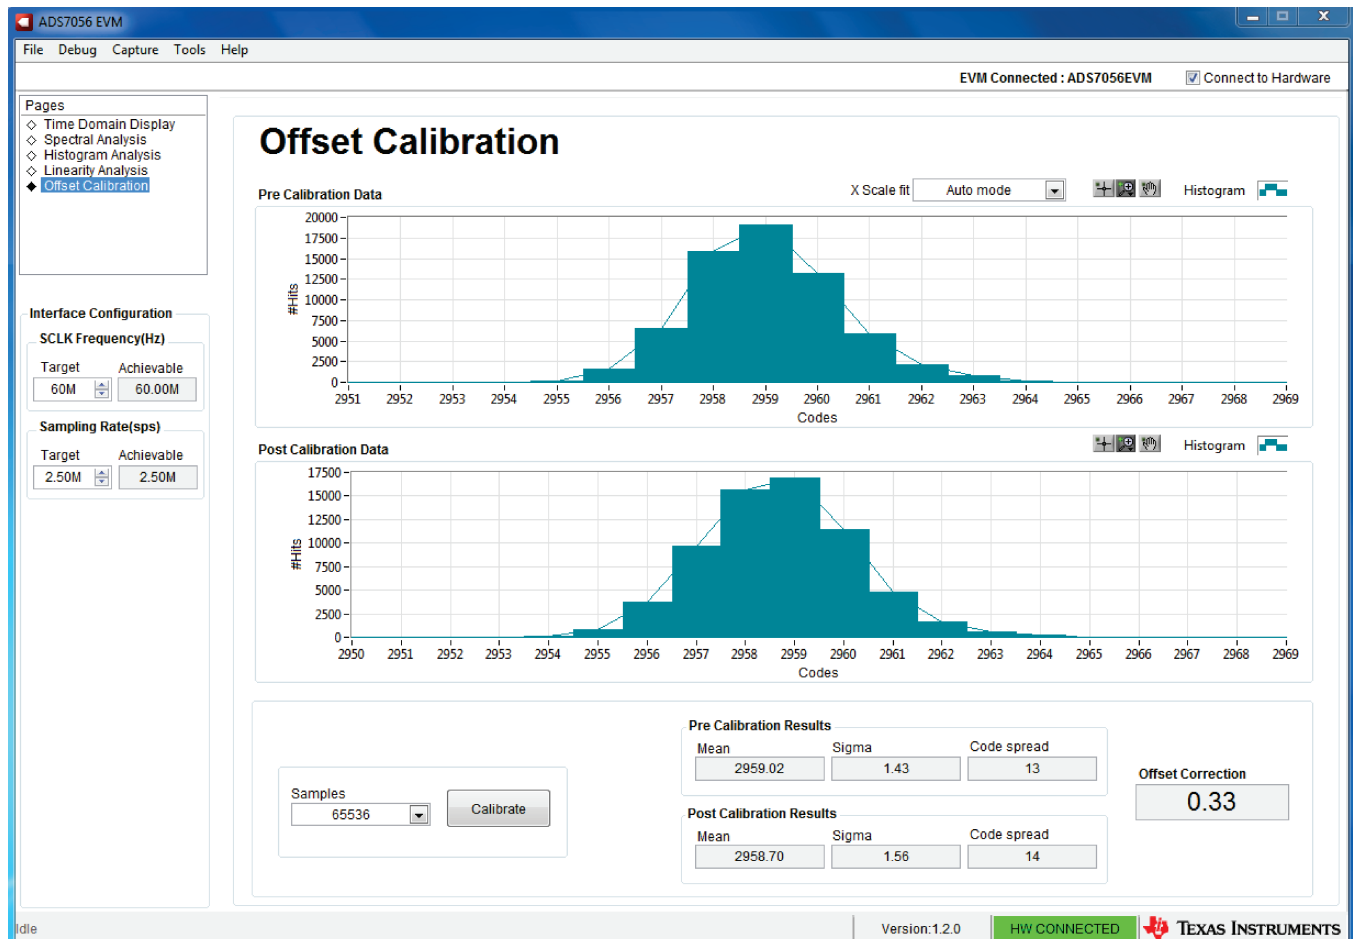 ADS7056 EVM
File Debug Capture Tools Help
EVM Connected : ADS7056EVM Connect to Hardware
Pages
Time Domain Display
Spectral Analysis
Histogram Analysis
Linearity Analysis
Offset Calibration
Interface Configuration
SCLK Frequency(Hz)
Target Achievable
60M 60.00M
Sampling Rate(sps)
Target Achievable
2.50M 2.50M
Offset Calibration
Pre Calibration Data
X Scale fit Auto mode Histogram
20000
17500
15000
12500
10000
7500
5000
2500
0
#Hits
2951 2952 2953 2954 2955 2956 2957 2958 2959 2960 2961 2962 2963 2964 2965 2966 2967 2968 2969
Codes
Post Calibration Data
Histogram
17500
15000
12500
10000
7500
5000
2500
0
#Hits
2950 2951 2952 2953 2954 2955 2956 2957 2958 2959 2960 2961 2962 2963 2964 2965 2966 2967 2968 2969
Codes
Samples
65536
Calibrate
Pre Calibration Results
Mean Sigma Code spread
2959.02 1.43 13
Post Calibration Results
Mean Sigma Code spread
2958.70 1.56 14
Offset Correction
0.33
Idle Version:1.2.0 HW CONNECTED TEXAS INSTRUMENTS